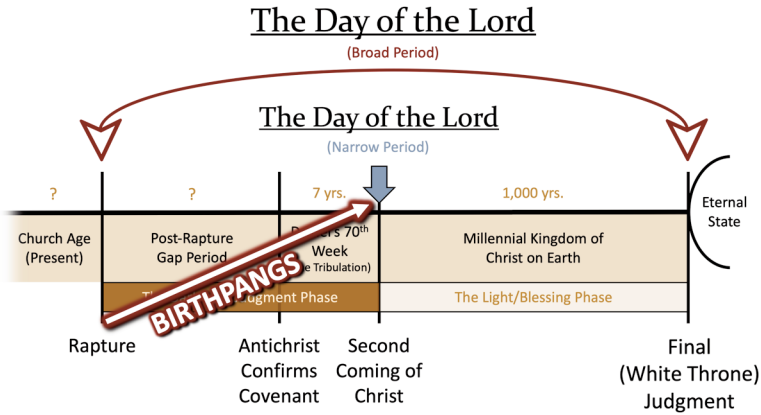 The Day of the Lord
(Broad Period)
The Day of the Lord
(Narrow Period)
?
?
7 yrs.
1,000 yrs.
Eternal
State
Church Age
(Present)
Post-Rapture
Gap Period
70th
Week
Tribulation)
Millennial Kingdom of
Christ on Earth
Phase
BIRTHPANGS
The Light/Blessing Phase
Rapture
Antichrist
Confirms
Covenant
Second
Coming of
Christ
Final
(White Throne)
Judgment